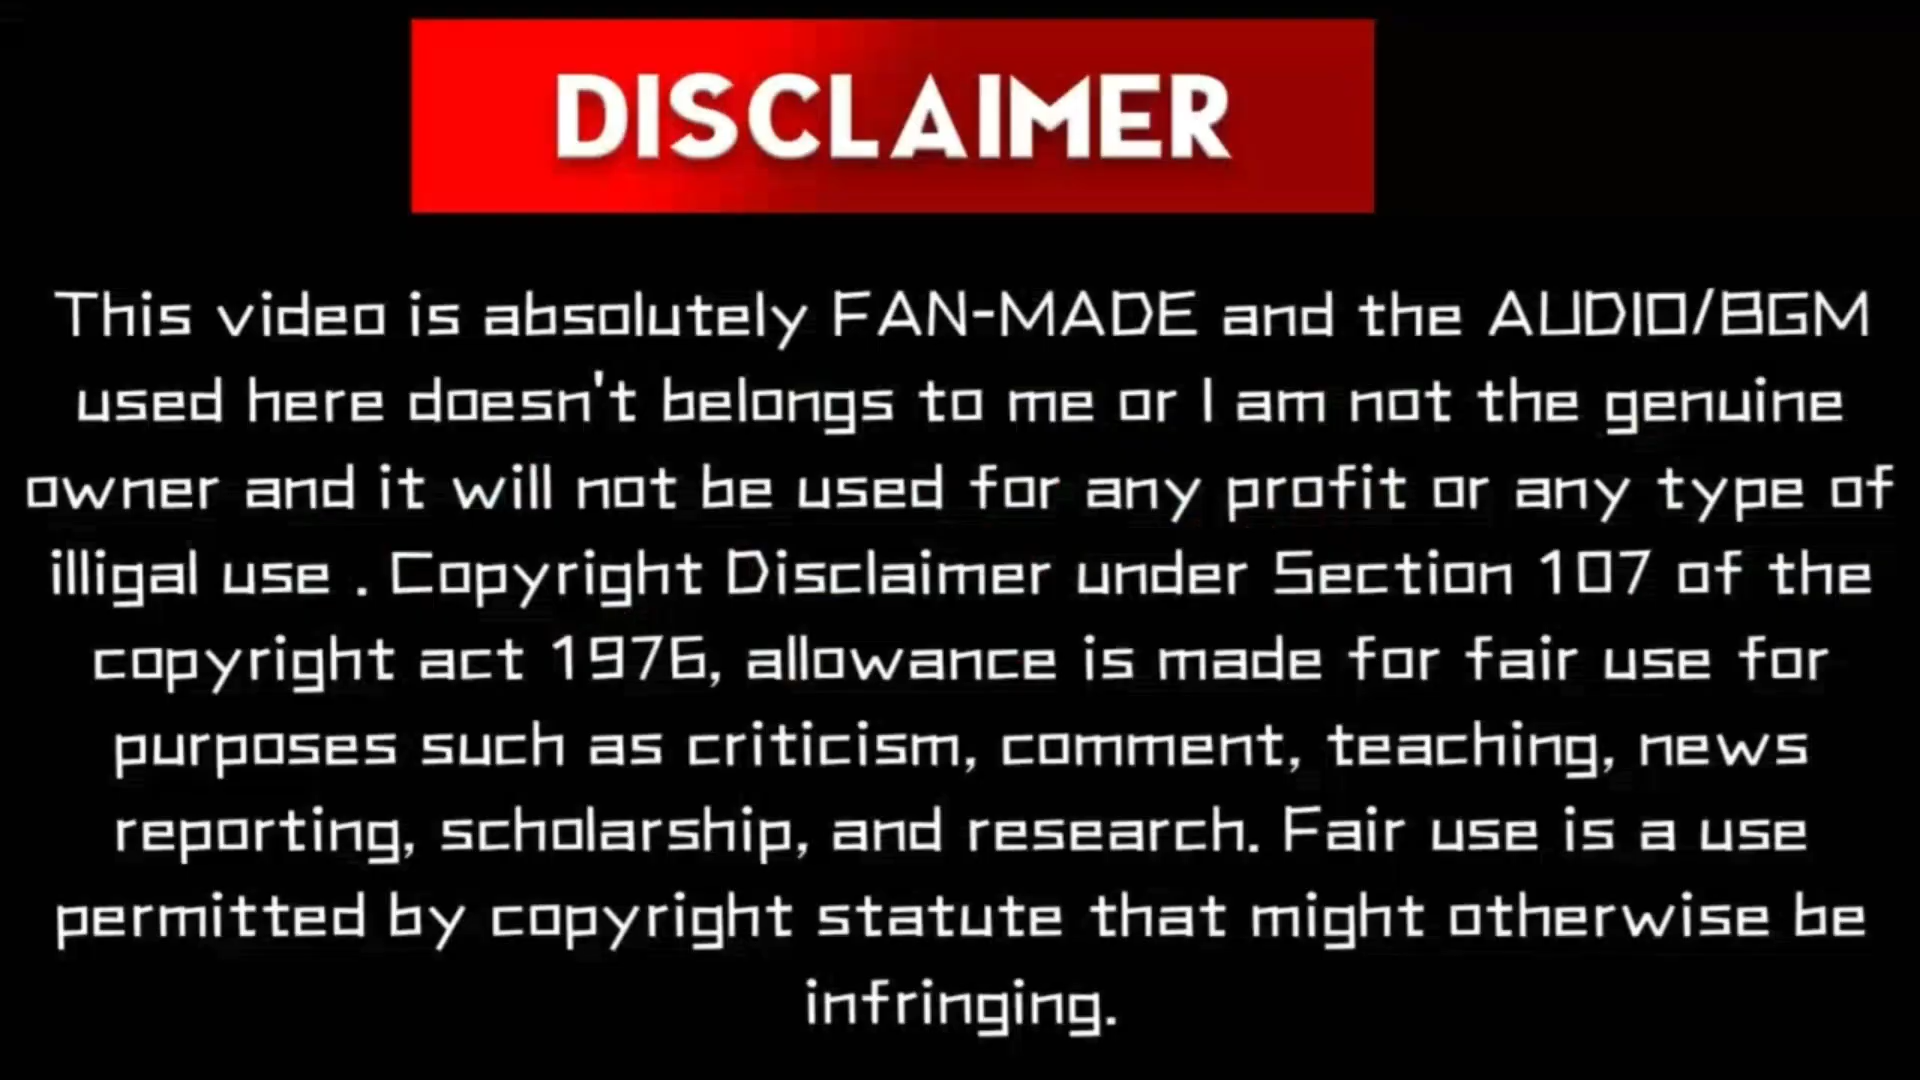 DISCLAIMER
This video is absolutely FAN-MADE and the AUDIO/BGM
used here doesn't belongs to me or I am not the genuine
owner and it will not be used for any profit or any type of
illigal use . Copyright Disclaimer under Section 107 of the
copyright act 1976, allowance is made for fair use for
purposes such as criticism, comment, teaching, news
reporting, scholarship, and research. Fair use is a use
permitted by copyright statute that might otherwise be
infringing.